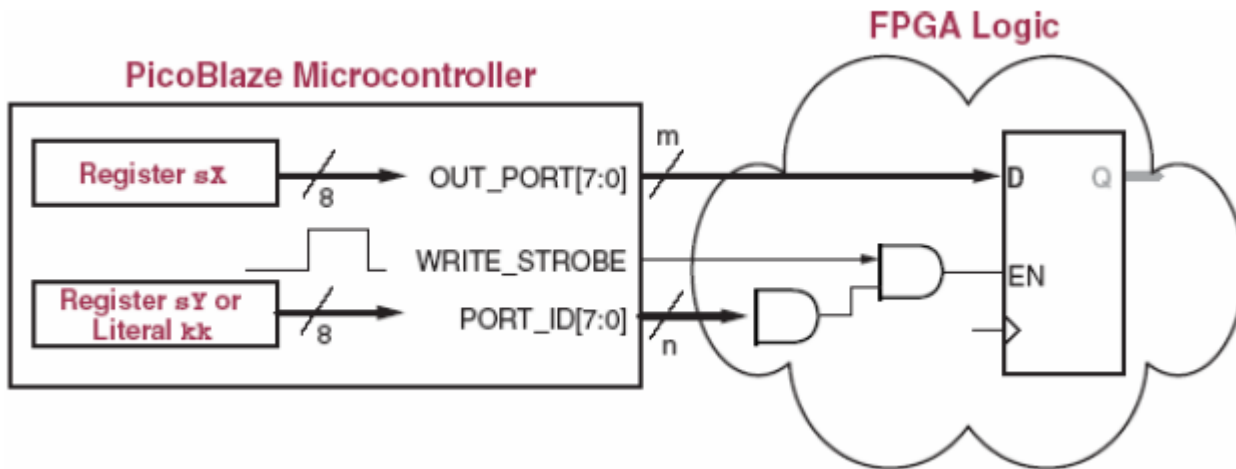 FPGA Logic
PicoBlaze Microcontroller
Register sX
8
OUT_PORT[7:0]
m
D
Q
WRITE_STROBE
EN
Register sY or
Literal kk
8
PORT_ID[7:0]
n